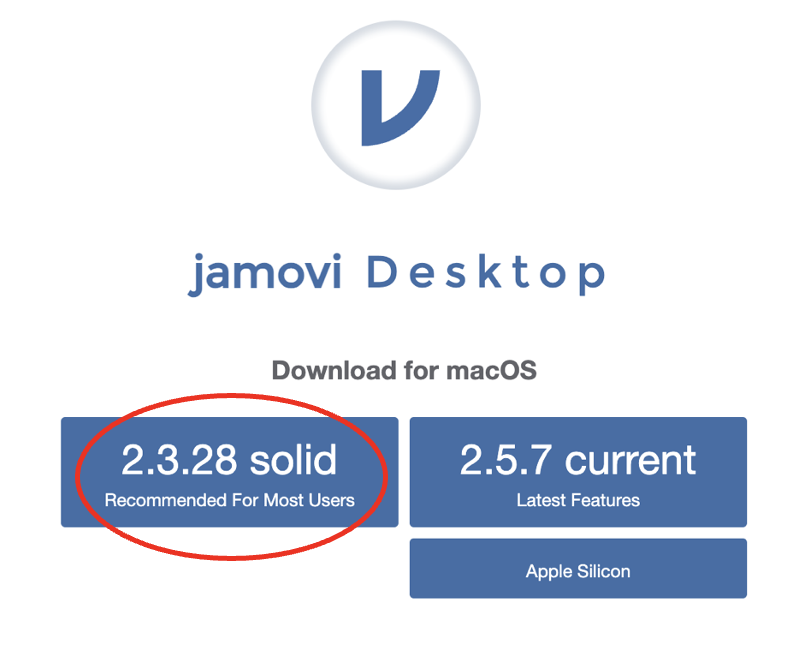 jamovi Desktop
Download for macOS
2.3.28 solid
Recommended For Most Users
2.5.7 current
Latest Features
Apple Silicon